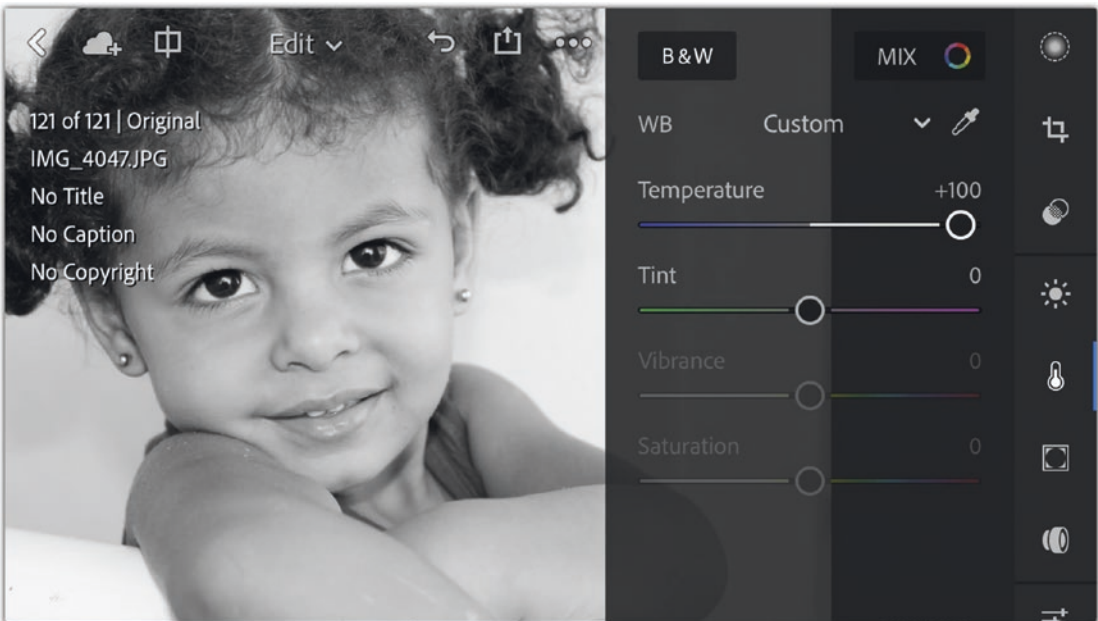 Edit
121 of 121 | Original
IMG_4047.JPG
No Title
No Caption
No Copyright
B&W
MIX
WB Custom
Temperature +100
Tint 0
Vibrance 0
Saturation 0